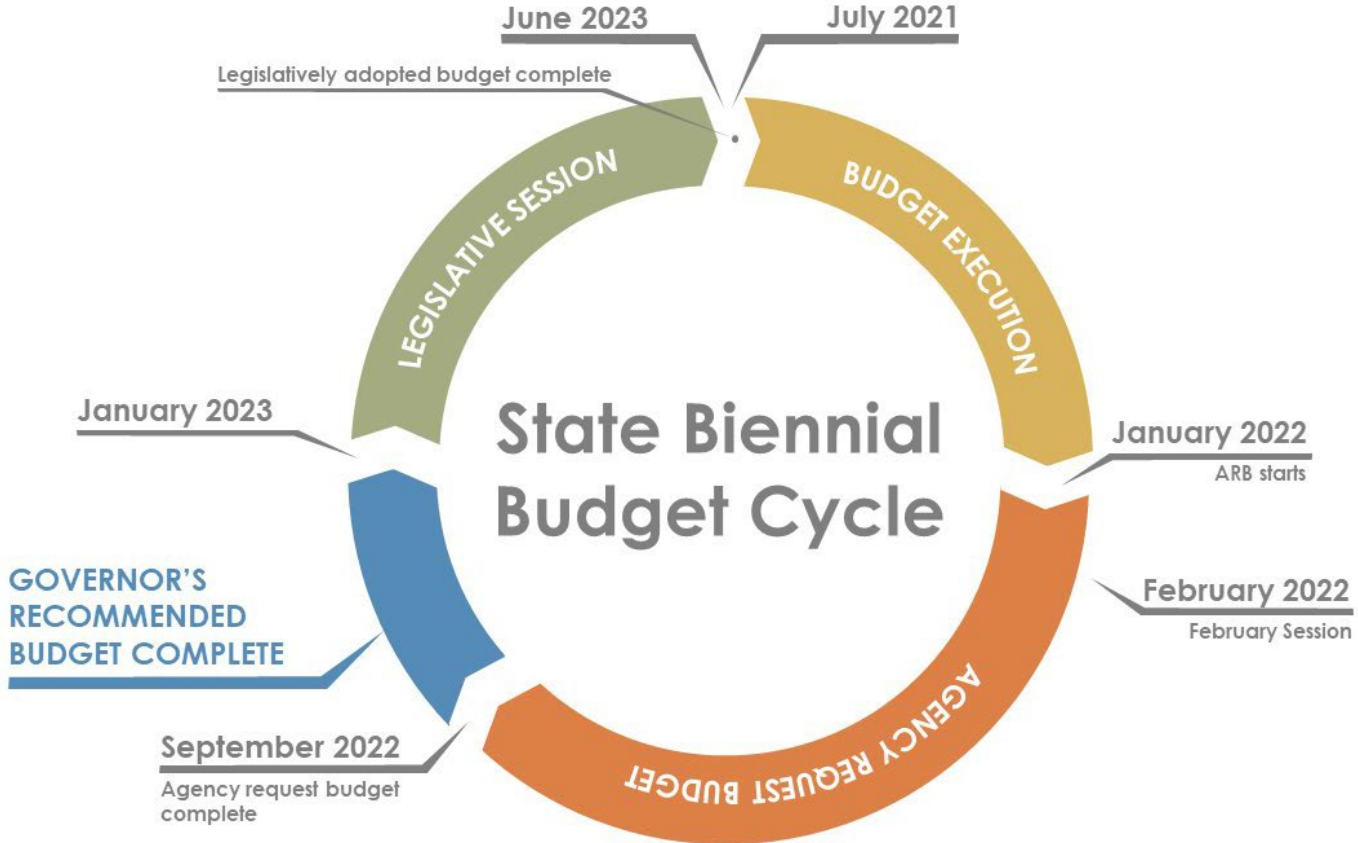 June 2023
July 2021
Legislatively adopted budget complete
LEGISLATIVE SESSION
BUDGET EXECUTION
State Biennial
Budget Cycle
January 2023
January 2022
ARB starts
GOVERNOR'S
RECOMMENDED
BUDGET COMPLETE
February 2022
February Session
AGENCY REQUEST BUDGET
September 2022
Agency request budget
complete